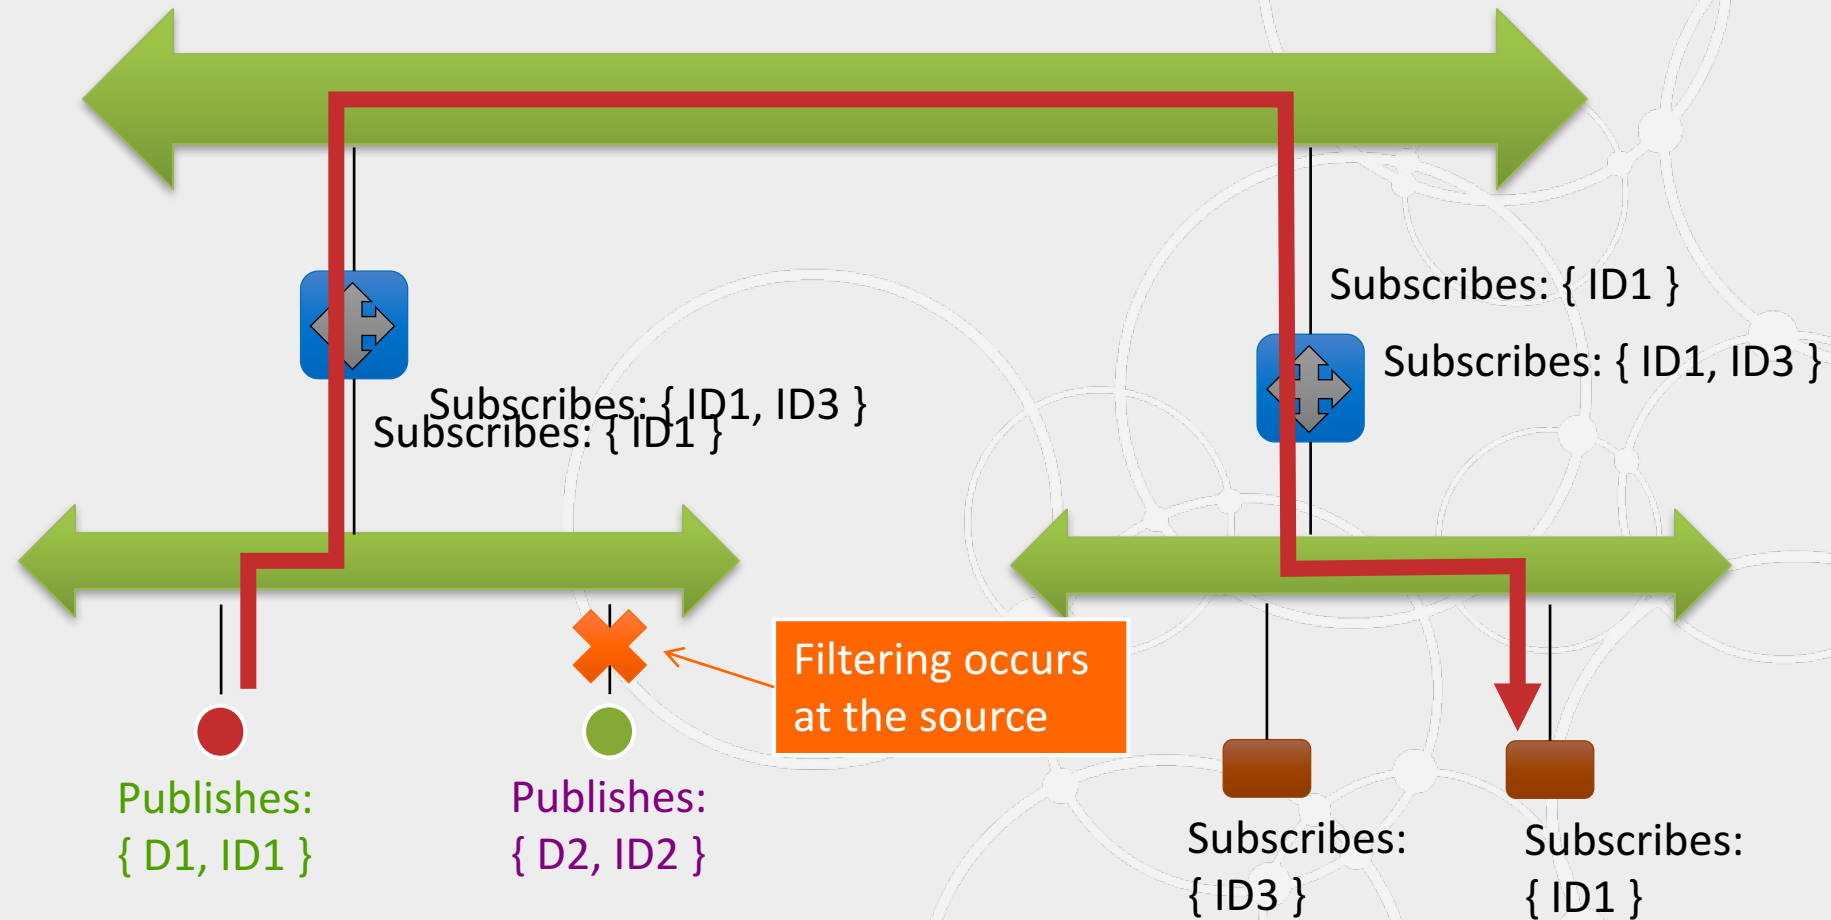 Subscribes: { ID1 }
Subscribes: { ID1, ID3 }
Subscribes: { ID1, ID3 }
Subscribes: { ID1 }
Filtering occurs
at the source
Publishes:
{ D1, ID1 }
Publishes:
{ D2, ID2 }
Subscribes:
{ ID3 }
Subscribes:
{ ID1 }